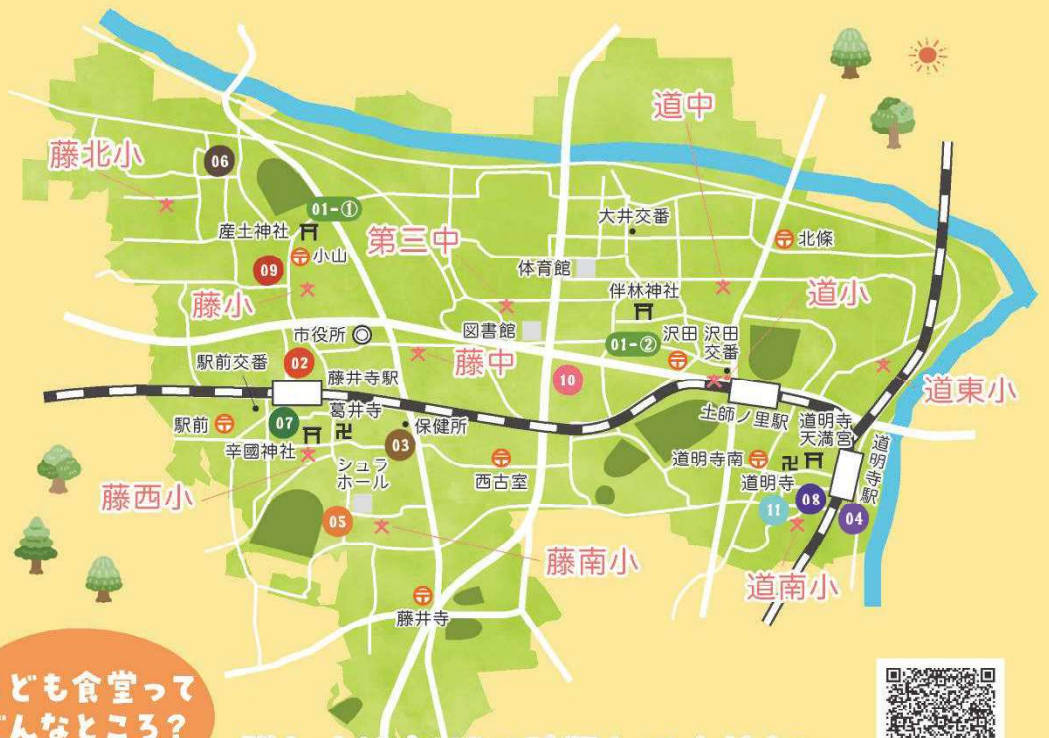 道中
藤北小
06
01-①
大井交番
産土神社
第三中
〒
北條
〒
小山
体育館
09
伴林神社
道小
藤小
図書館
沢田
沢田
交番
市役所
01-②
〒
駅前交番
02
藤井寺駅
藤中
10
道東小
葛井寺
土師ノ里駅
道明寺
天満宮
駅前
〒
07
卍
保健所
03
道明寺南
〒
道明寺駅
辛國神社
シュラ
ホール
〒
西古室
道明寺
卍
藤西小
05
11
08
04
藤南小
道南小
〒
藤井寺
ども食堂って
んなところ?